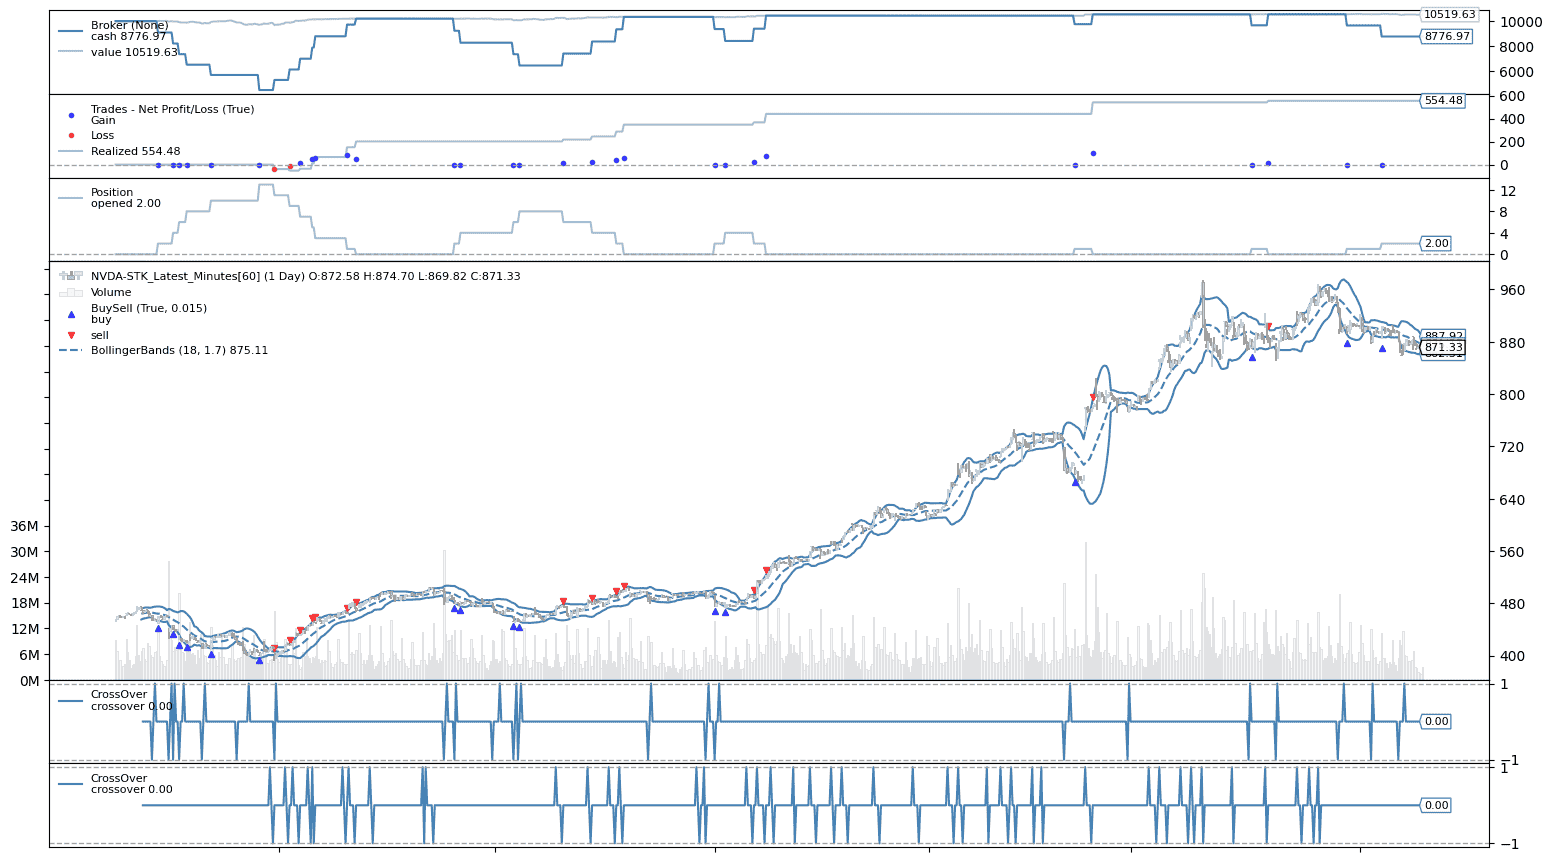 Broker (None)
cash 8776.97
value 10519.63
10519.63
8776.97
10000
8000
6000
Trades - Net Profit/Loss (True)
Gain
Loss
Realized 554.48
554.48
600
400
200
0
Position
opened 2.00
2.00
12
8
4
0
NVDA-STK_Latest_Minutes[60] (1 Day) O:872.58 H:874.70 L:869.82 C:871.33
Volume
BuySell (True, 0.015)
buy
sell
BollingerBands (18, 1.7) 875.11
887.92
871.33
960
880
800
720
640
560
480
400
36M
30M
24M
18M
12M
6M
0M
CrossOver
crossover 0.00
0.00
1
−1
CrossOver
crossover 0.00
0.00
1
−1